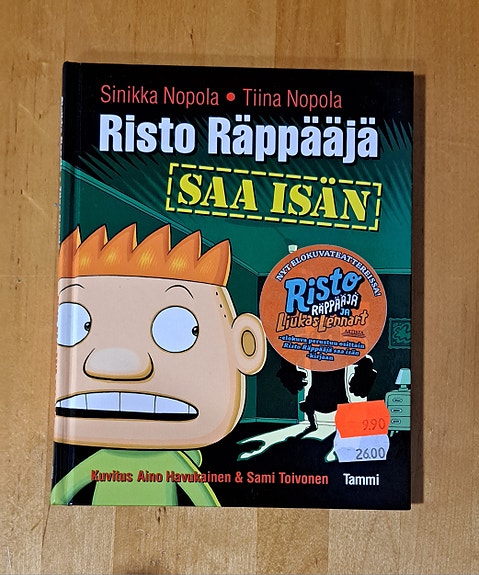 Sinikka Nopola • Tiina Nopola
Risto Räppääjä
SAA ISÄN
NYT ELOKUVATEATTEREISSA!
Risto
RÄPPÄÄJÄ
JA
Liukas Lennart
-elokuva perustuu osittain
Risto Räppääjä saa isän
-kirjaan
9.90
26.00
Kuvitus Aino Havukainen & Sami Toivonen
Tammi